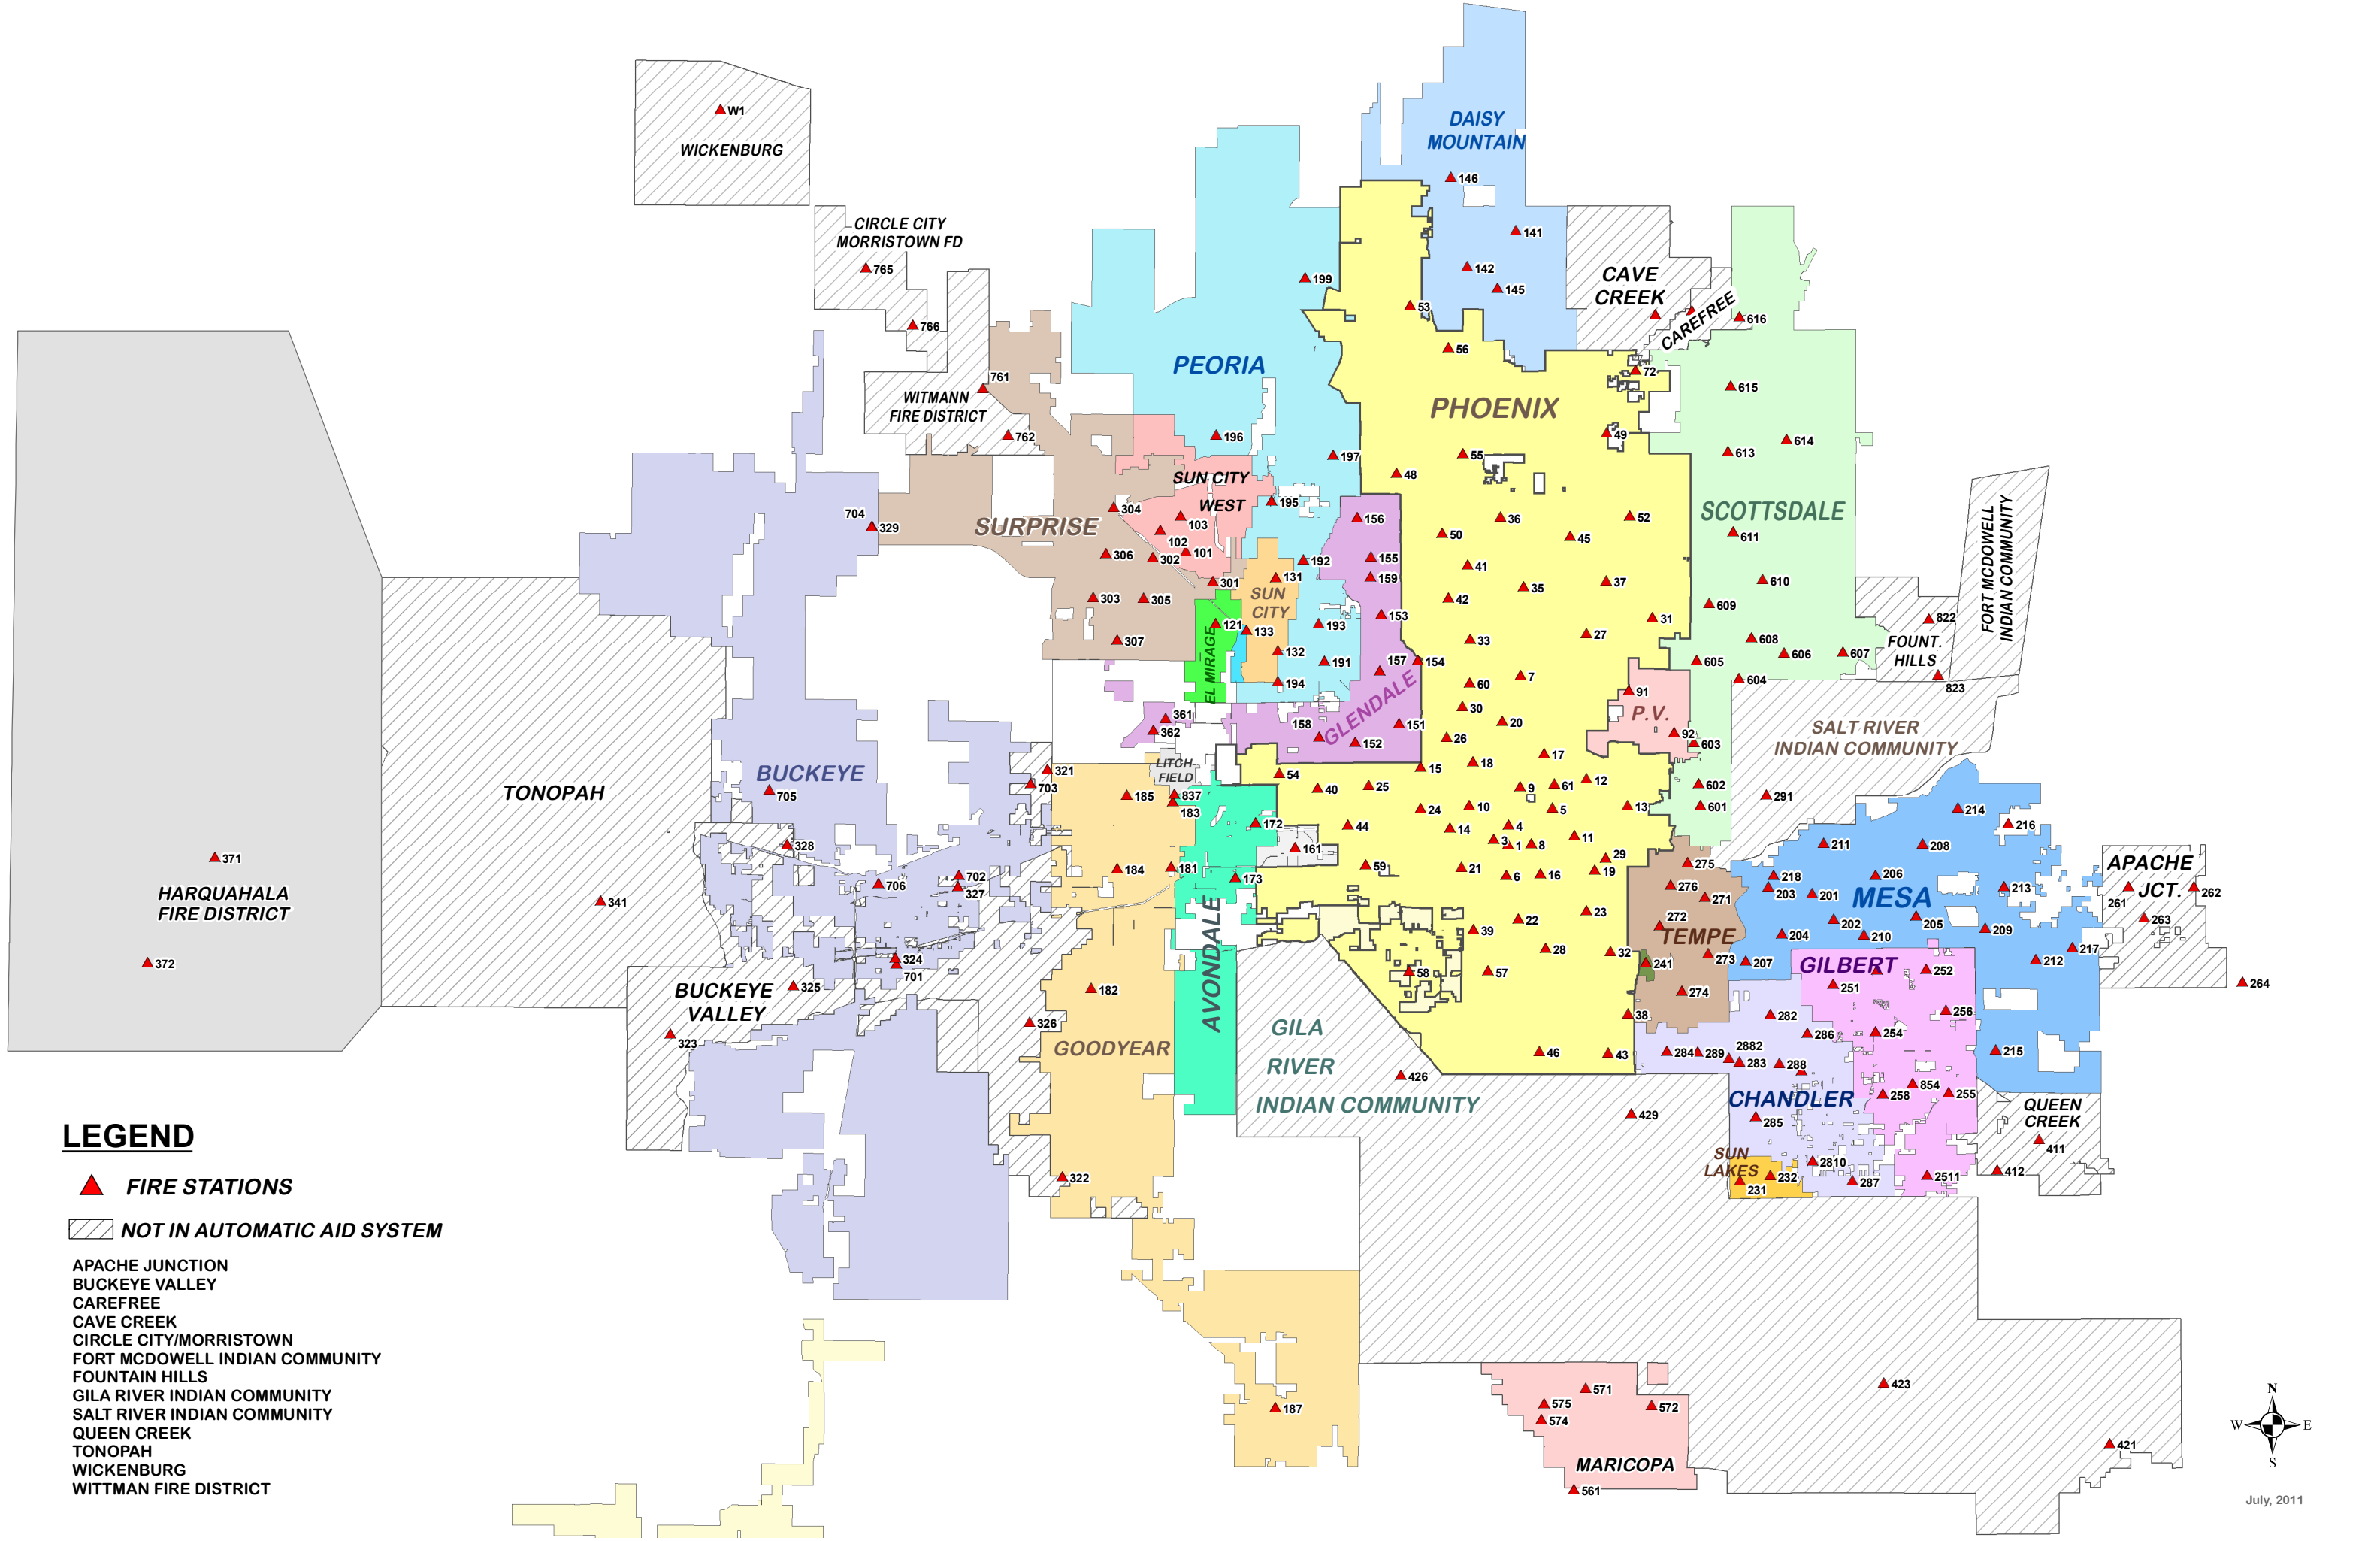 W1
WICKENBURG
DAISY
MOUNTAIN
146
141
142
145
CIRCLE CITY
MORRISTOWN FD
765
766
199
53
CAVE
CREEK
CAREFREE
616
56
72
PEORIA
761
WITMANN
FIRE DISTRICT
762
PHOENIX
615
196
49
614
613
197
55
48
SUN CITY
WEST
195
704
329
SURPRISE
304
103
102
101
306
302
156
36
52
SCOTTSDALE
50
45
611
FORT MCDOWELL
INDIAN COMMUNITY
192
155
159
41
301
131
SUN
CITY
35
37
610
303
305
42
609
153
31
822
121
133
193
307
33
27
608
FOUNT.
HILLS
EL MIRAGE
132
191
157
154
605
606
607
604
823
194
60
7
91
P.V.
GLENDALE
361
362
158
152
151
30
20
26
92
603
SALT RIVER
INDIAN COMMUNITY
LITCH-
FIELD
17
18
15
BUCKEYE
321
703
54
TONOPAH
705
185
837
183
40
25
9
61
12
602
601
291
24
10
5
13
214
216
172
44
14
4
3
1
8
11
328
161
211
208
371
184
181
173
59
21
6
16
29
19
275
APACHE
JCT.
HARQUAHALA
FIRE DISTRICT
706
702
327
276
271
218
203
201
206
MESA
213
261
262
263
341
22
23
272
TEMPE
202
205
204
210
209
217
39
AVONDALE
28
32
372
324
701
273
207
GILBERT
252
212
241
58
57
251
264
325
BUCKEYE
VALLEY
182
274
326
GILA
RIVER
INDIAN COMMUNITY
38
282
256
286
254
323
GOODYEAR
46
43
284
289
2882
283
288
215
426
CHANDLER
854
258
255
QUEEN
CREEK
429
285
411
LEGEND
SUN
LAKES
2810
412
322
232
231
287
2511
FIRE STATIONS
NOT IN AUTOMATIC AID SYSTEM
APACHE JUNCTION
BUCKEYE VALLEY
CAREFREE
CAVE CREEK
CIRCLE CITY/MORRISTOWN
FORT MCDOWELL INDIAN COMMUNITY
FOUNTAIN HILLS
GILA RIVER INDIAN COMMUNITY
SALT RIVER INDIAN COMMUNITY
QUEEN CREEK
TONOPAH
WICKENBURG
WITTMAN FIRE DISTRICT
187
571
575
574
572
423
421
MARICOPA
561
N
W
E
S
July, 2011